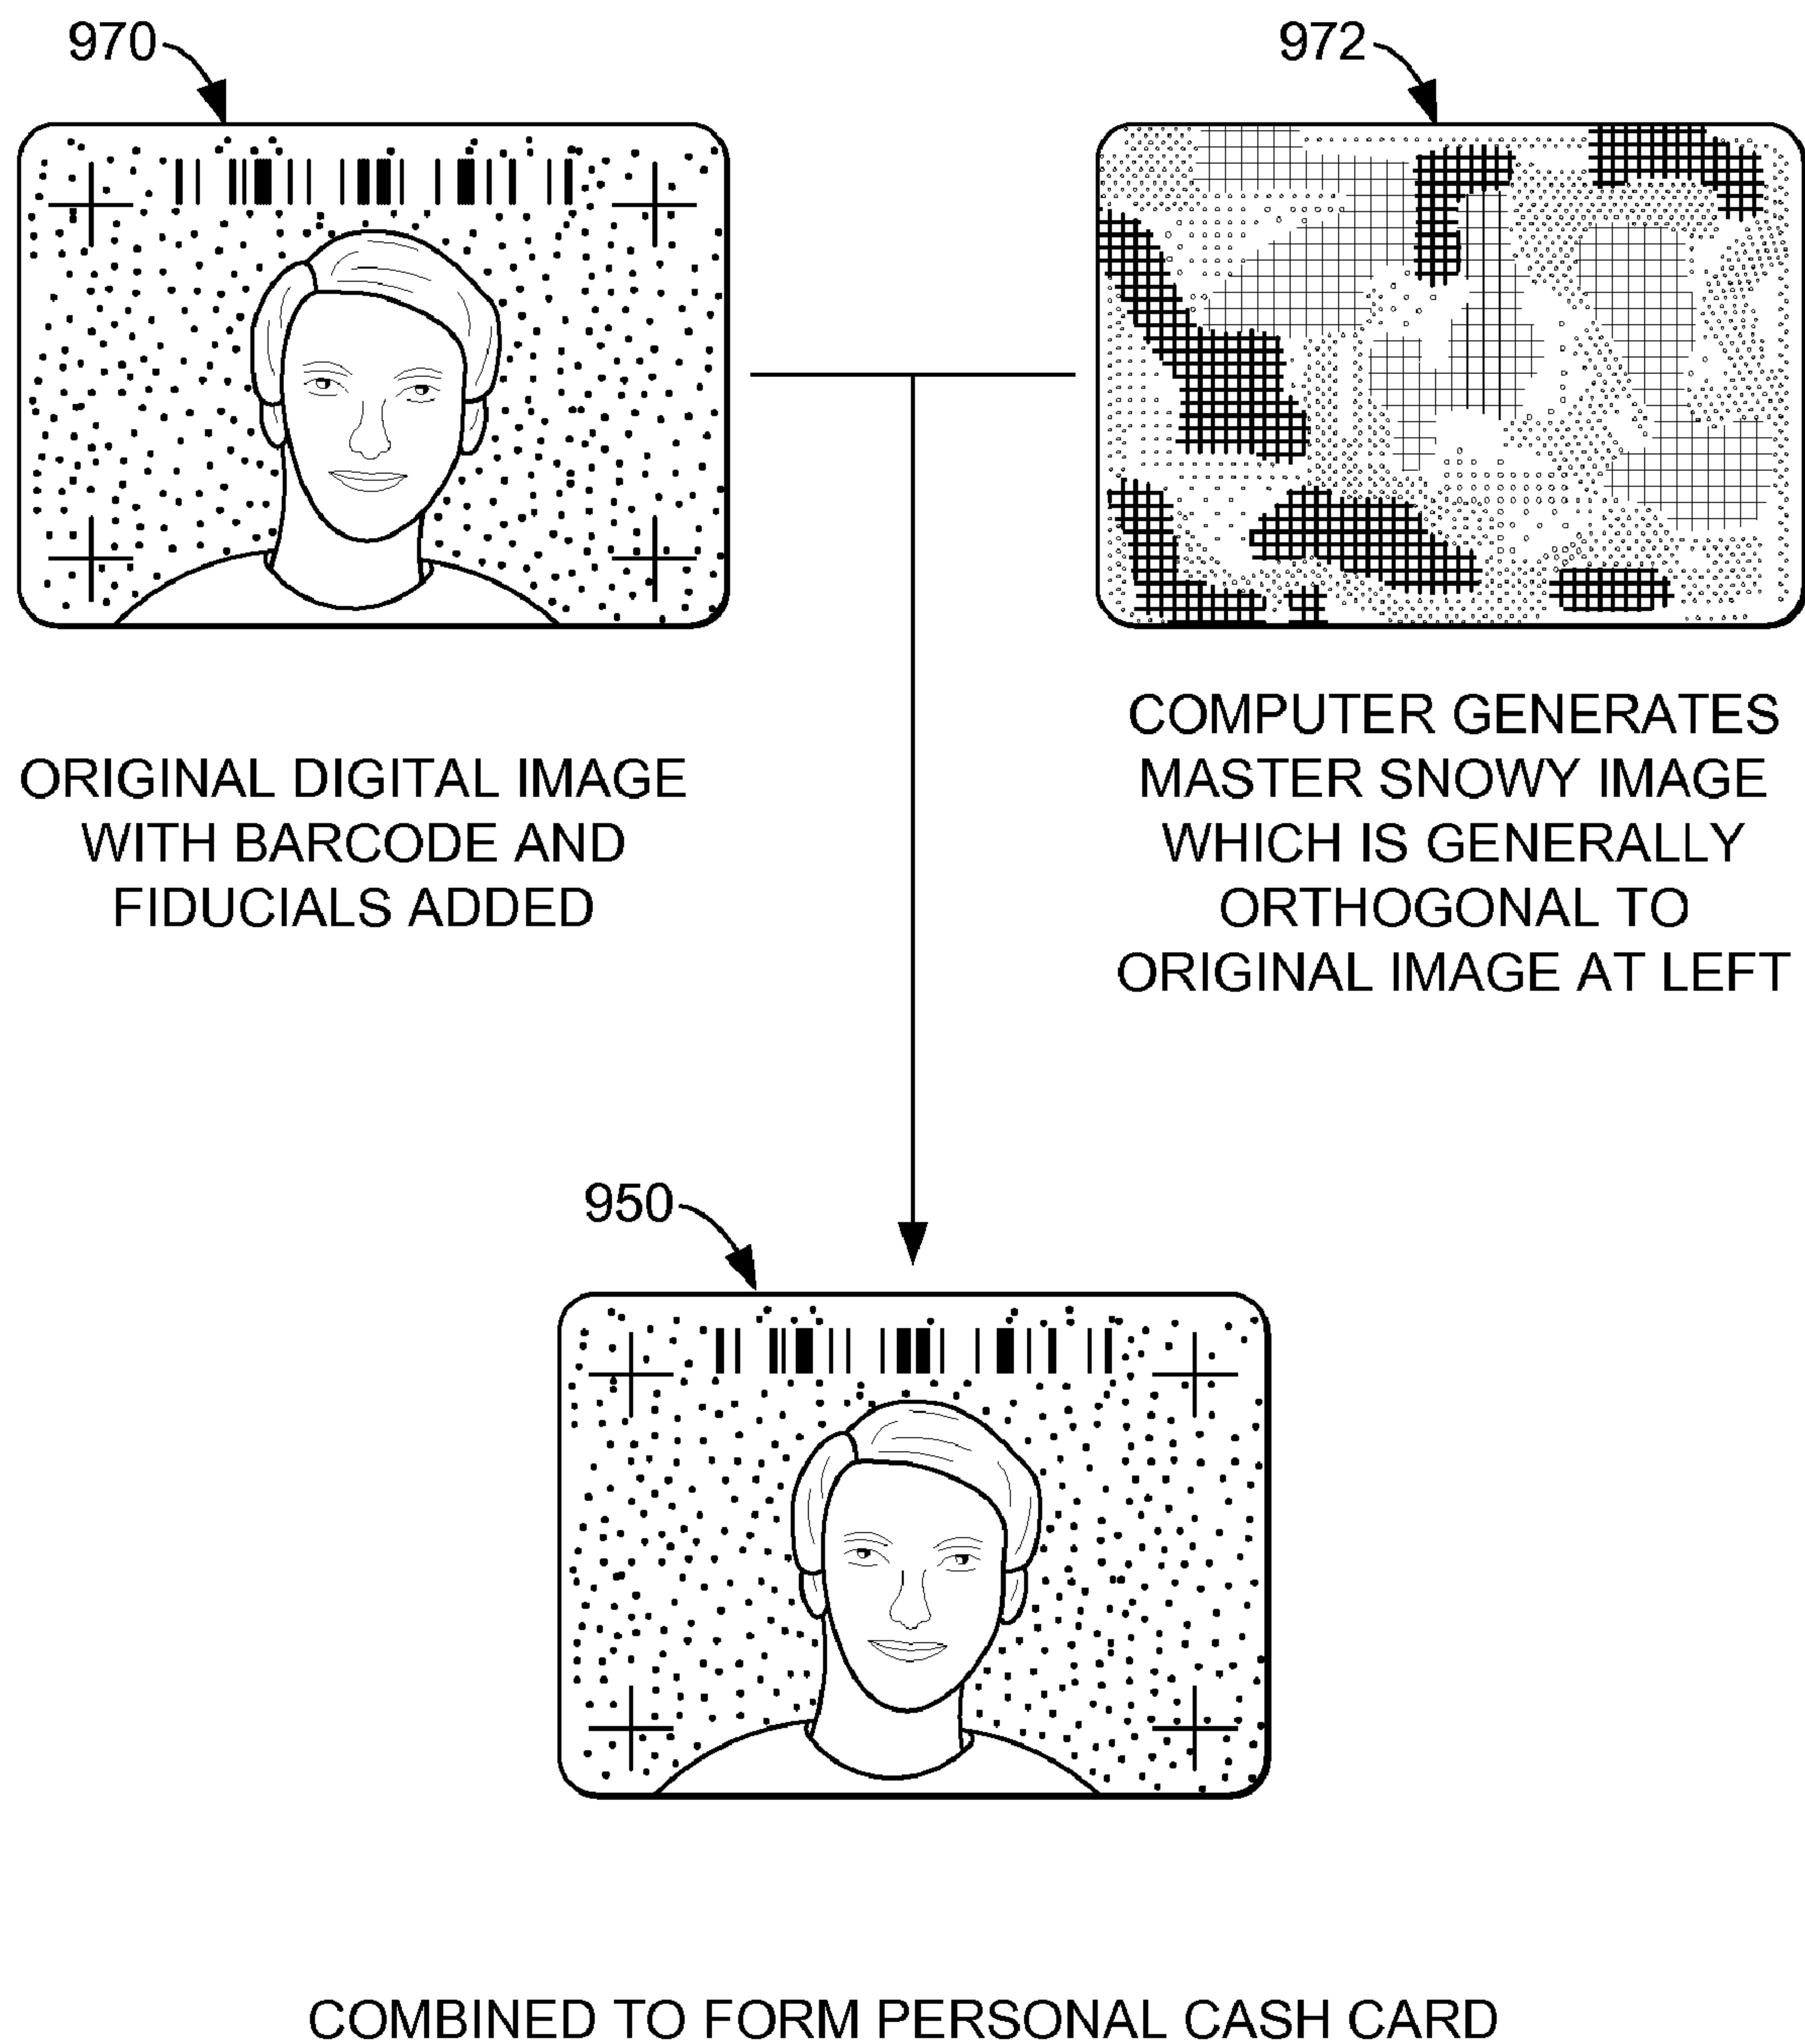 970
972
ORIGINAL DIGITAL IMAGE
WITH BARCODE AND
FIDUCIALS ADDED
COMPUTER GENERATES
MASTER SNOWY IMAGE
WHICH IS GENERALLY
ORTHOGONAL TO
ORIGINAL IMAGE AT LEFT
950
COMBINED TO FORM PERSONAL CASH CARD